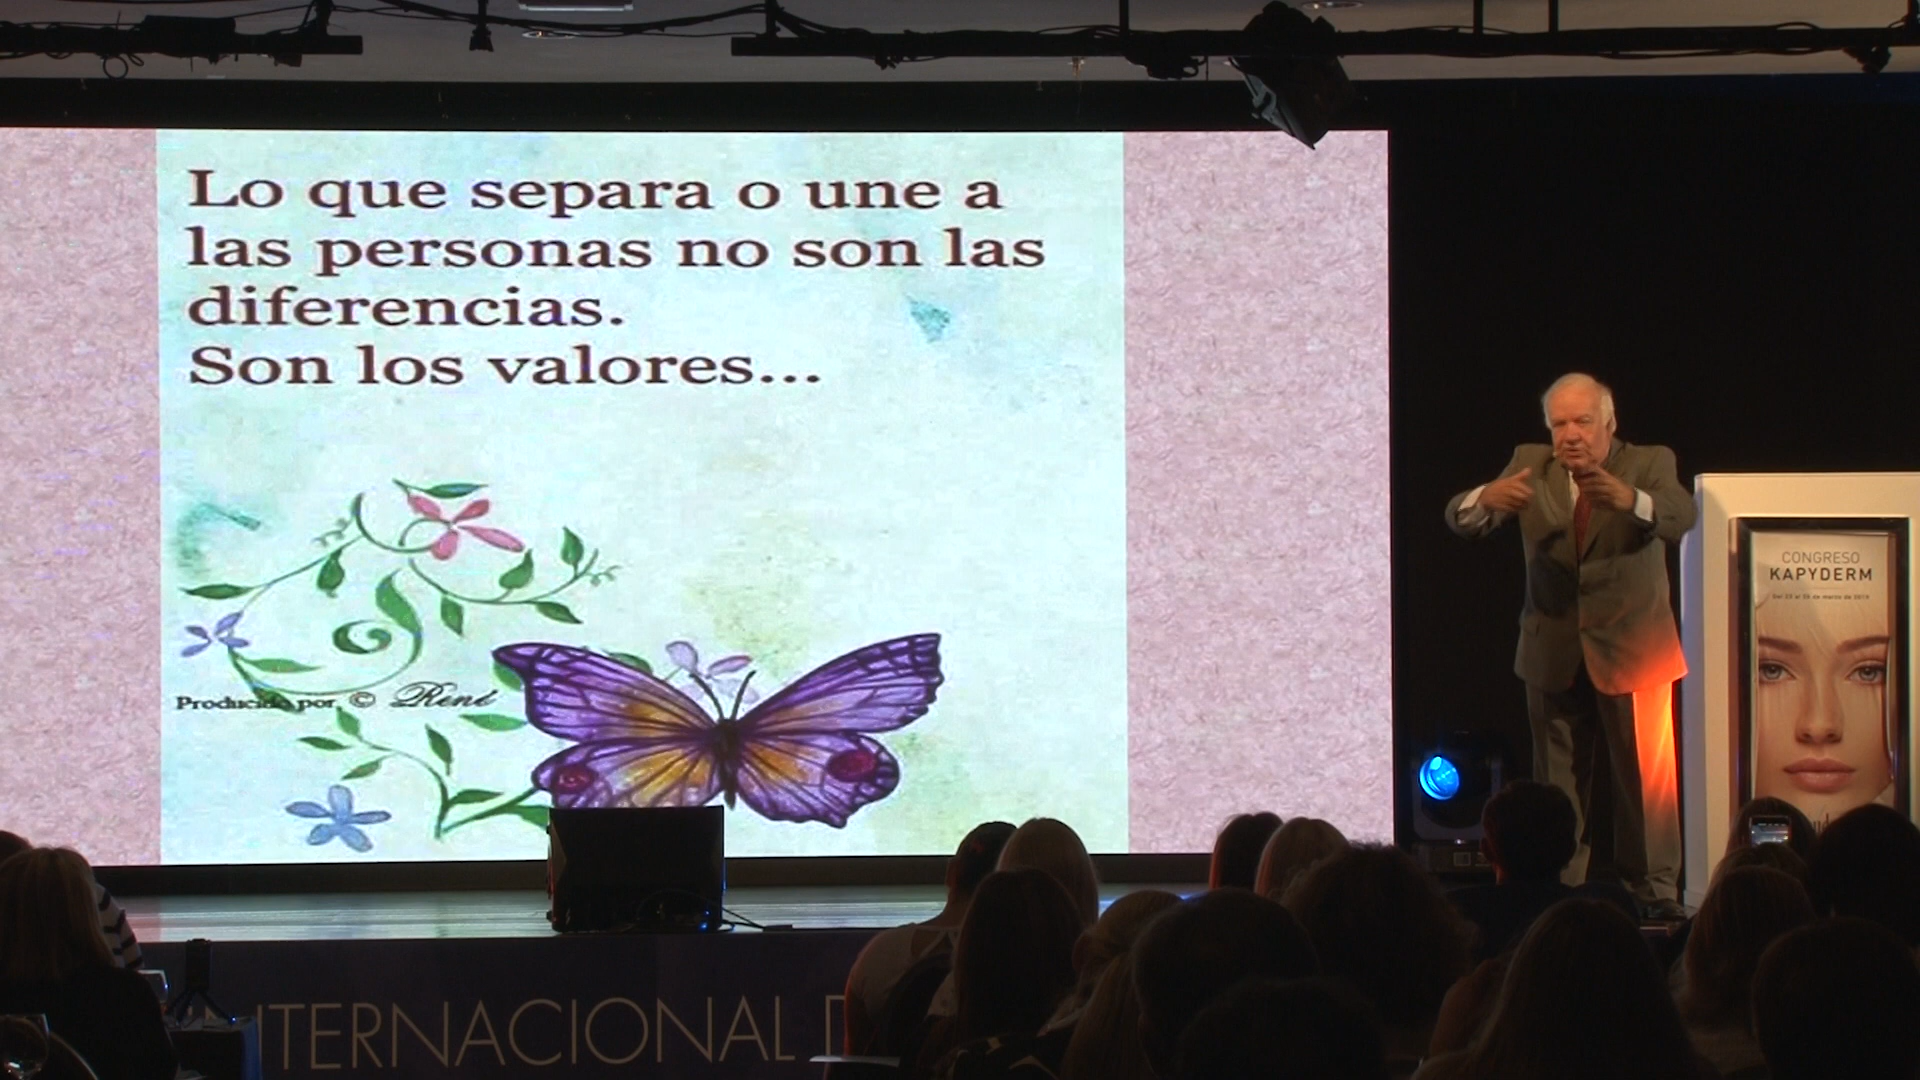 Lo que separa o une a
las personas no son las
diferencias.
Son los valores...
Producido por © René
CONGRESO
KAPYDERM
INTERNACIONAL